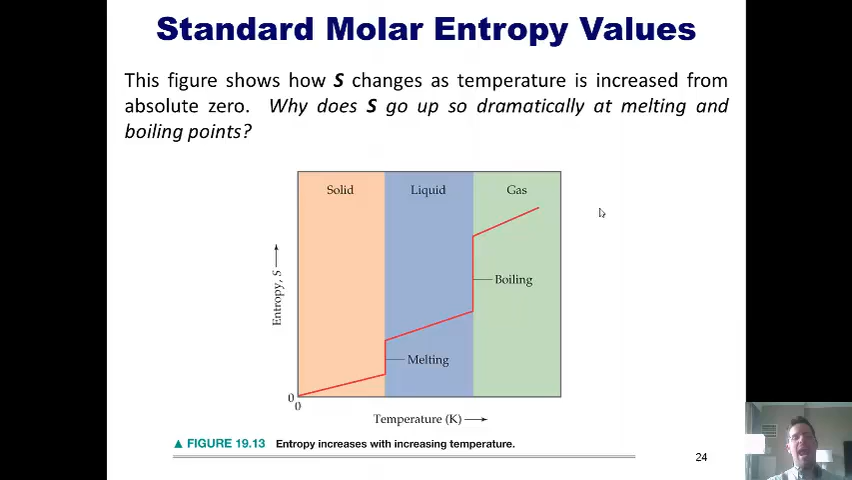 Standard Molar Entropy Values
This figure shows how S changes as temperature is increased from
absolute zero. Why does S go up so dramatically at melting and
boiling points?
Solid
Liquid
Gas
Entropy, S
Boiling
Melting
0
0
Temperature (K)
▲ FIGURE 19.13 Entropy increases with increasing temperature.
24